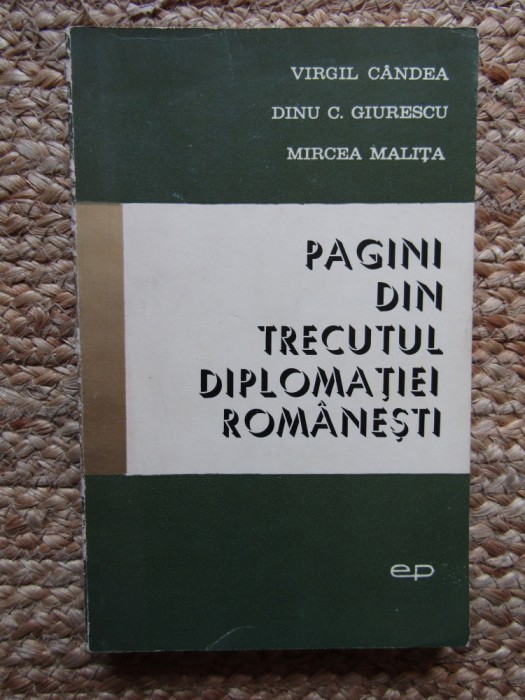 VIRGIL CÂNDEA
DINU C. GIURESCU
MIRCEA MALIȚA
PAGINI
DIN
TRECUTUL
DIPLOMAȚIEI
ROMÂNEȘTI
ep